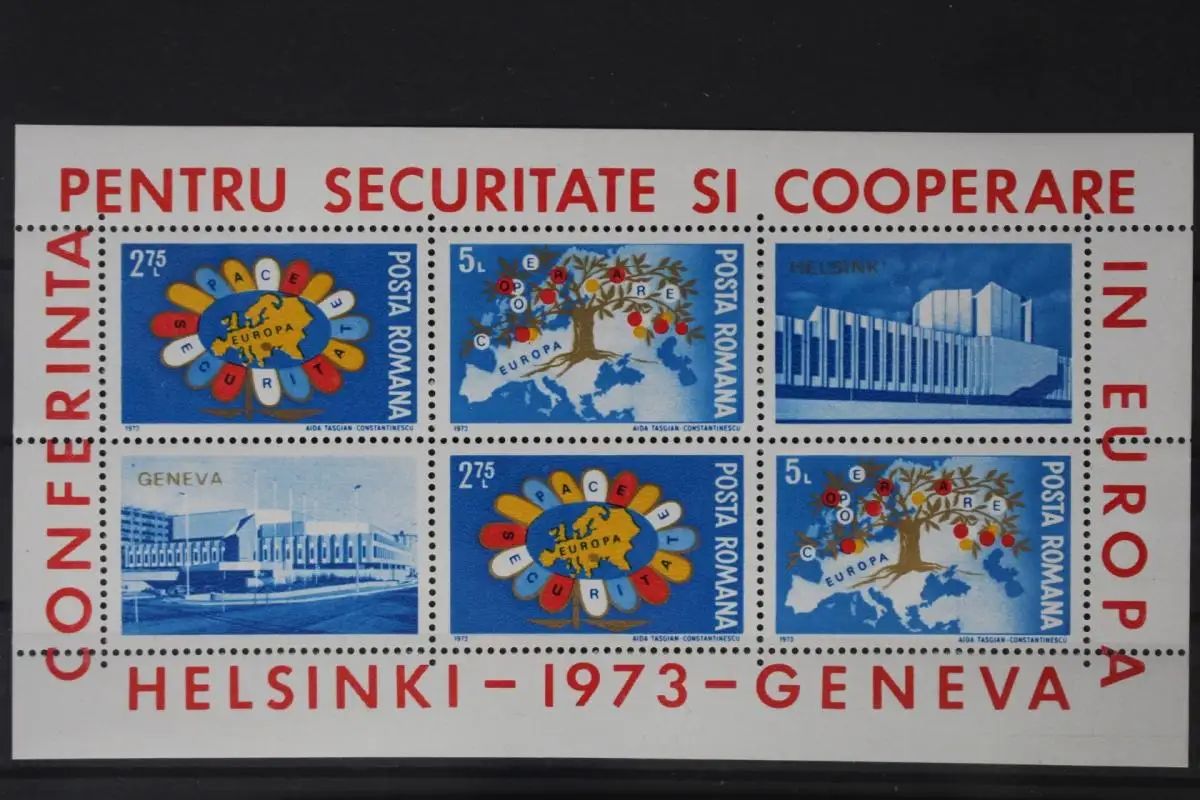 CONFERINTA
PENTRU SECURITATE SI COOPERARE
IN EUROPA
2.75 L
PACE
SECURITATE
EUROPA
POSTA ROMANA
1973
AIDA TASGIAN-CONSTANTINESCU
5 L
COOPERARE
EUROPA
POSTA ROMANA
1973
AIDA TASGIAN-CONSTANTINESCU
HELSINKI
GENEVA
2.75 L
PACE
SECURITATE
EUROPA
POSTA ROMANA
1973
AIDA TASGIAN-CONSTANTINESCU
5 L
COOPERARE
EUROPA
POSTA ROMANA
1973
AIDA TASGIAN-CONSTANTINESCU
HELSINKI - 1973 - GENEVA